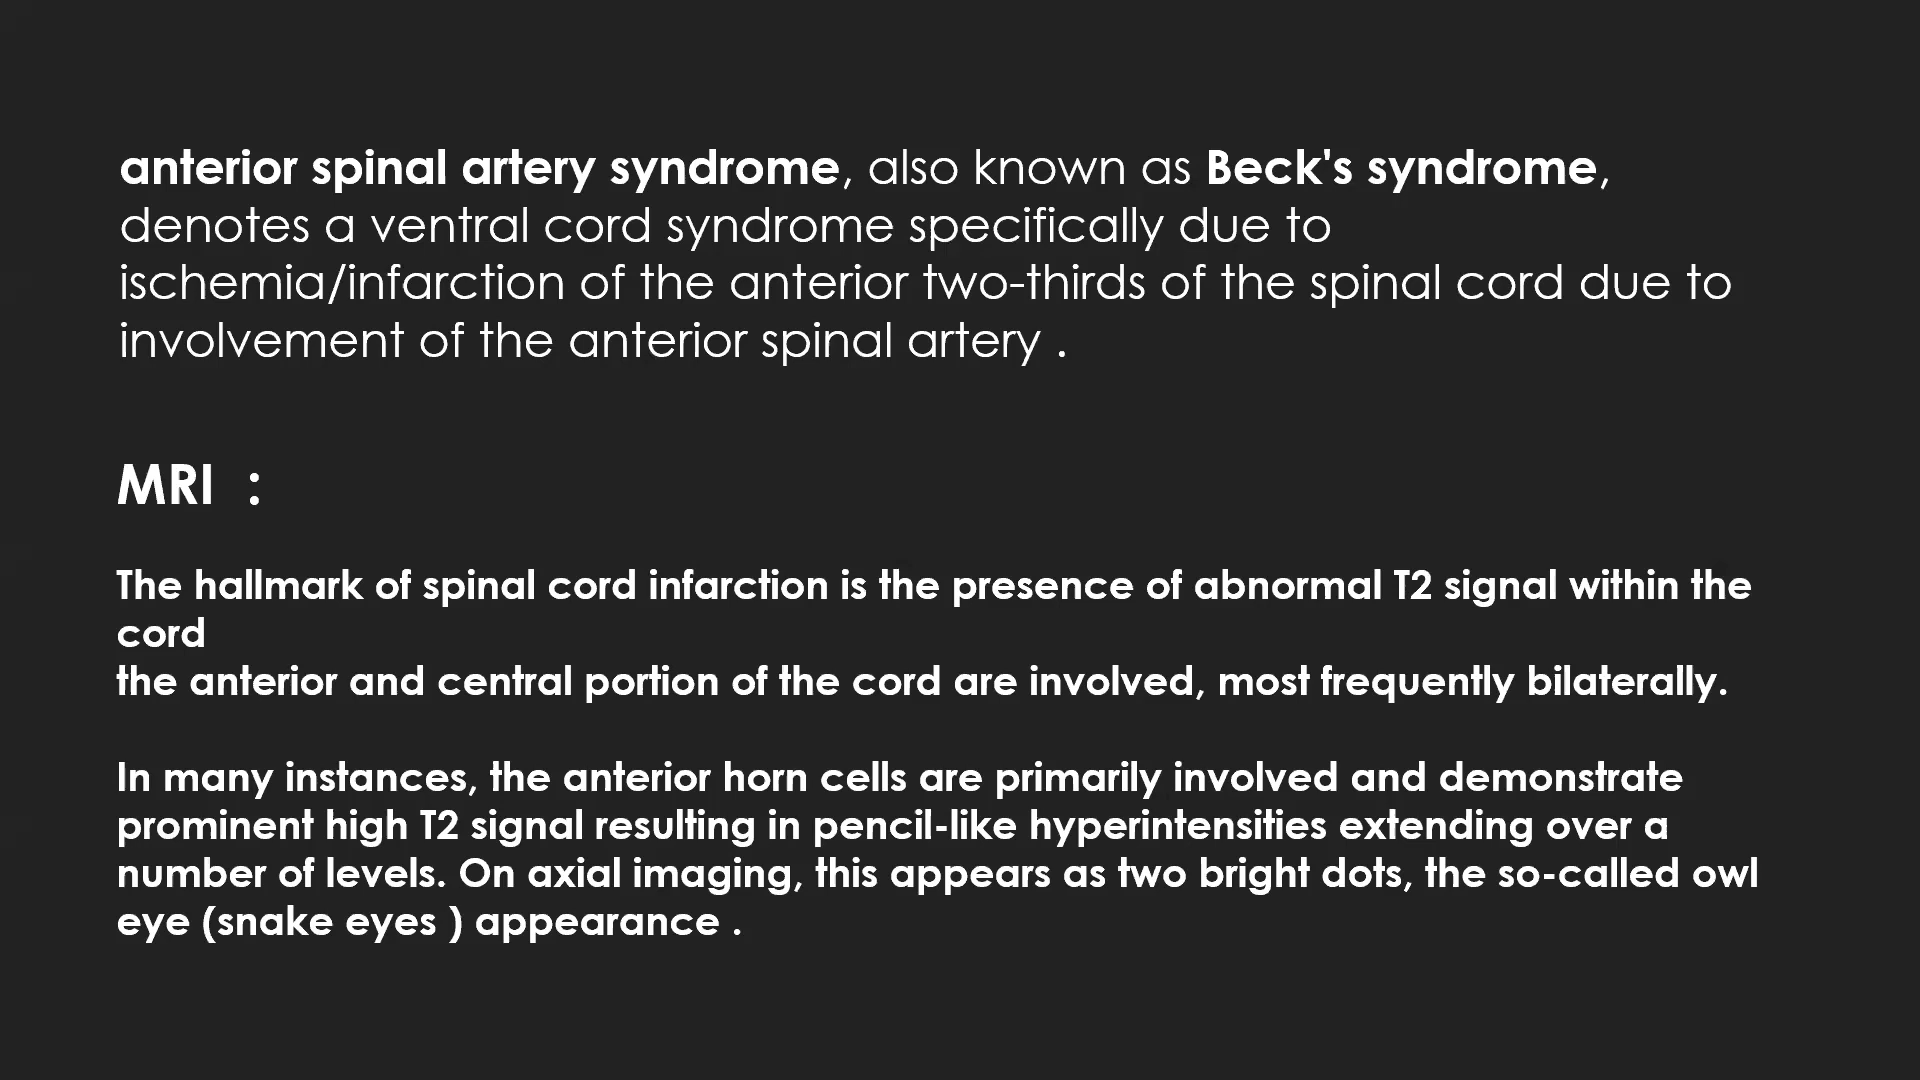 anterior spinal artery syndrome, also known as Beck's syndrome,
denotes a ventral cord syndrome specifically due to
ischemia/infarction of the anterior two-thirds of the spinal cord due to
involvement of the anterior spinal artery .
MRI :
The hallmark of spinal cord infarction is the presence of abnormal T2 signal within the
cord
the anterior and central portion of the cord are involved, most frequently bilaterally.
In many instances, the anterior horn cells are primarily involved and demonstrate
prominent high T2 signal resulting in pencil-like hyperintensities extending over a
number of levels. On axial imaging, this appears as two bright dots, the so-called owl
eye (snake eyes ) appearance .